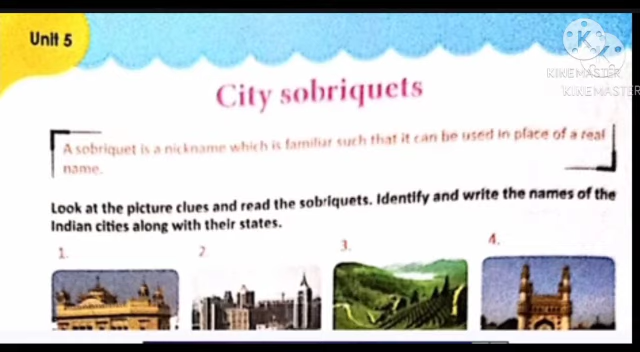 Unit 5
KINEMASTER
KINEMASTER
City sobriquets
A sobriquet is a nickname which is familiar such that it can be used in place of a real
name.
Look at the picture clues and read the sobriquets. Identify and write the names of the
Indian cities along with their states.
1. 2 3. 4.